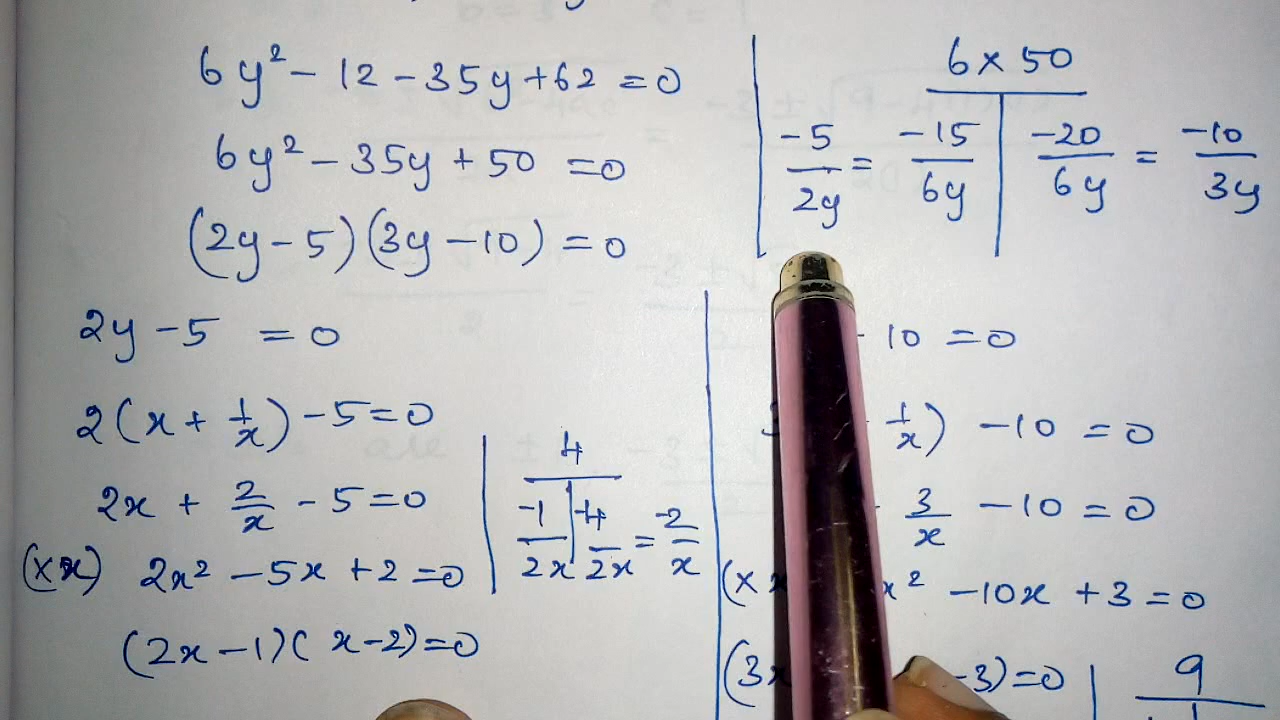 6y² - 12 - 35y + 62 = 0
6y² - 35y + 50 = 0
(2y - 5)(3y - 10) = 0
6 × 50
-5/2y = -15/6y | -20/6y = -10/3y
2y - 5 = 0
2(x + 1/x) - 5 = 0
2x + 2/x - 5 = 0
(×x) 2x² - 5x + 2 = 0
(2x - 1)(x - 2) = 0
4
-1/2x | -4/2x = -2/x
- 10 = 0
1/x) - 10 = 0
3/x - 10 = 0
(× x² - 10x + 3 = 0
(3x -3) = 0
9